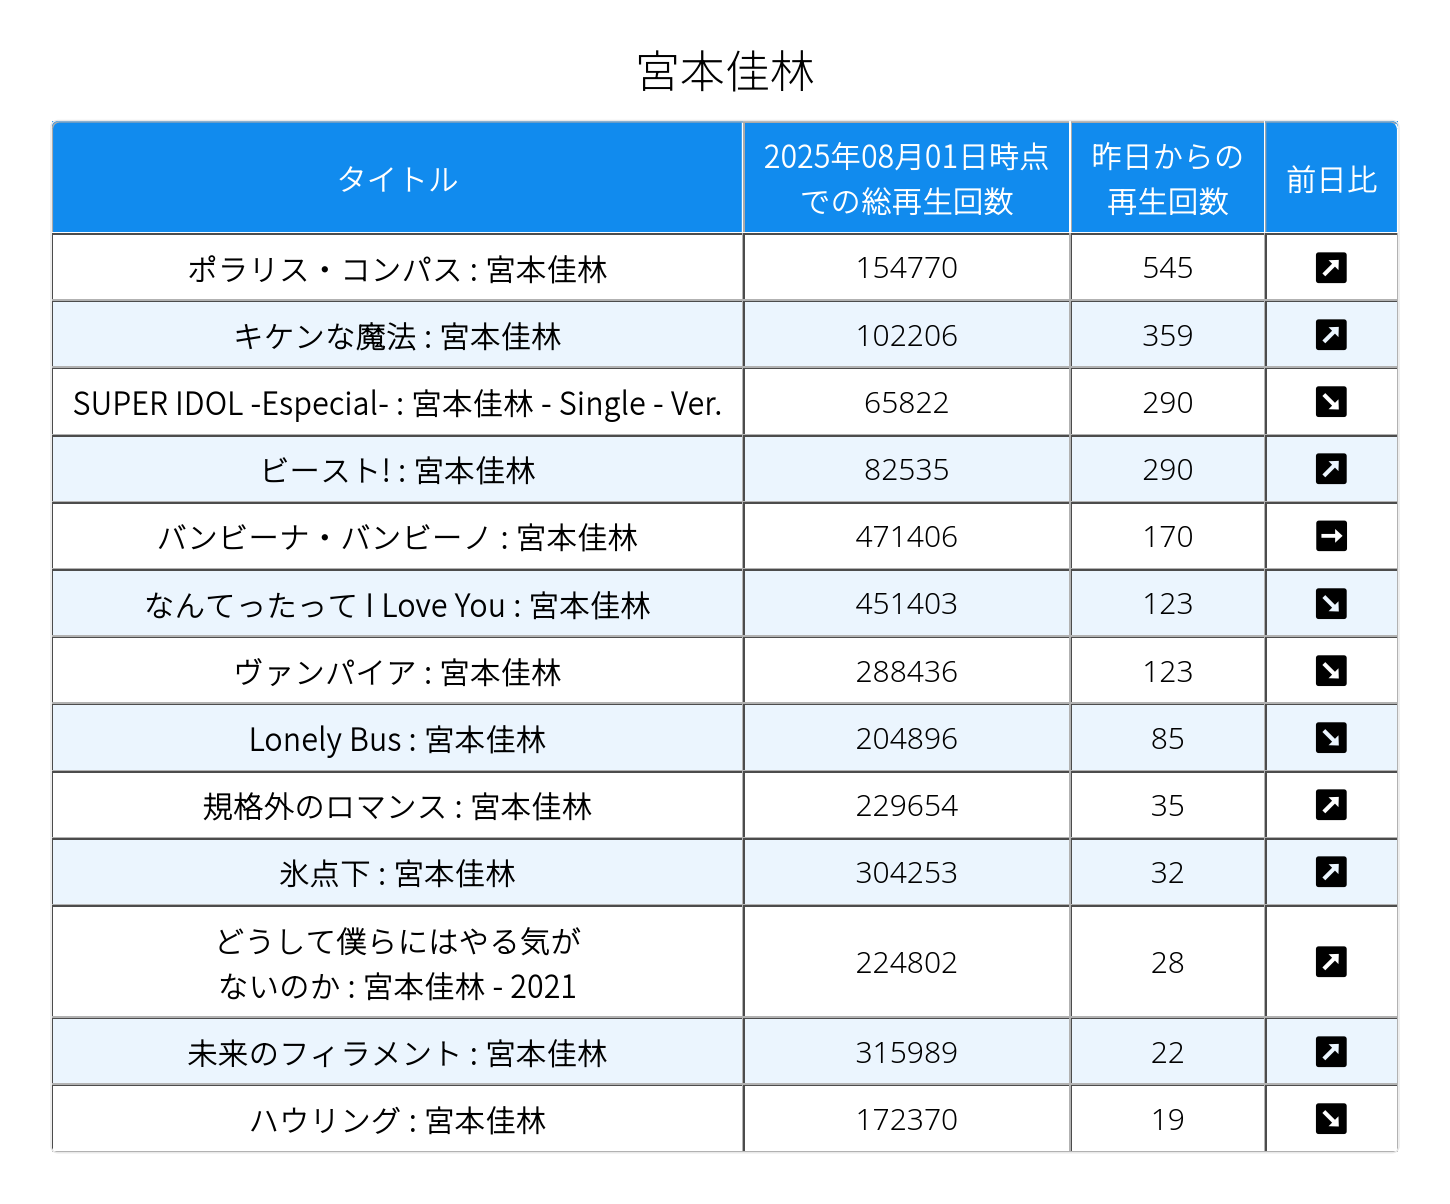 宮本佳林
タイトル
2025年08月01日時点
での総再生回数
昨日からの
再生回数
前日比
ポラリス・コンパス : 宮本佳林 154770 545 ↗
キケンな魔法 : 宮本佳林 102206 359 ↗
SUPER IDOL -Especial- : 宮本佳林 - Single - Ver. 65822 290 ↘
ビースト! : 宮本佳林 82535 290 ↗
バンビーナ・バンビーノ : 宮本佳林 471406 170 →
なんてったって I Love You : 宮本佳林 451403 123 ↘
ヴァンパイア : 宮本佳林 288436 123 ↘
Lonely Bus : 宮本佳林 204896 85 ↘
規格外のロマンス : 宮本佳林 229654 35 ↗
氷点下 : 宮本佳林 304253 32 ↗
どうして僕らにはやる気が
ないのか : 宮本佳林 - 2021 224802 28 ↗
未来のフィラメント : 宮本佳林 315989 22 ↗
ハウリング : 宮本佳林 172370 19 ↘